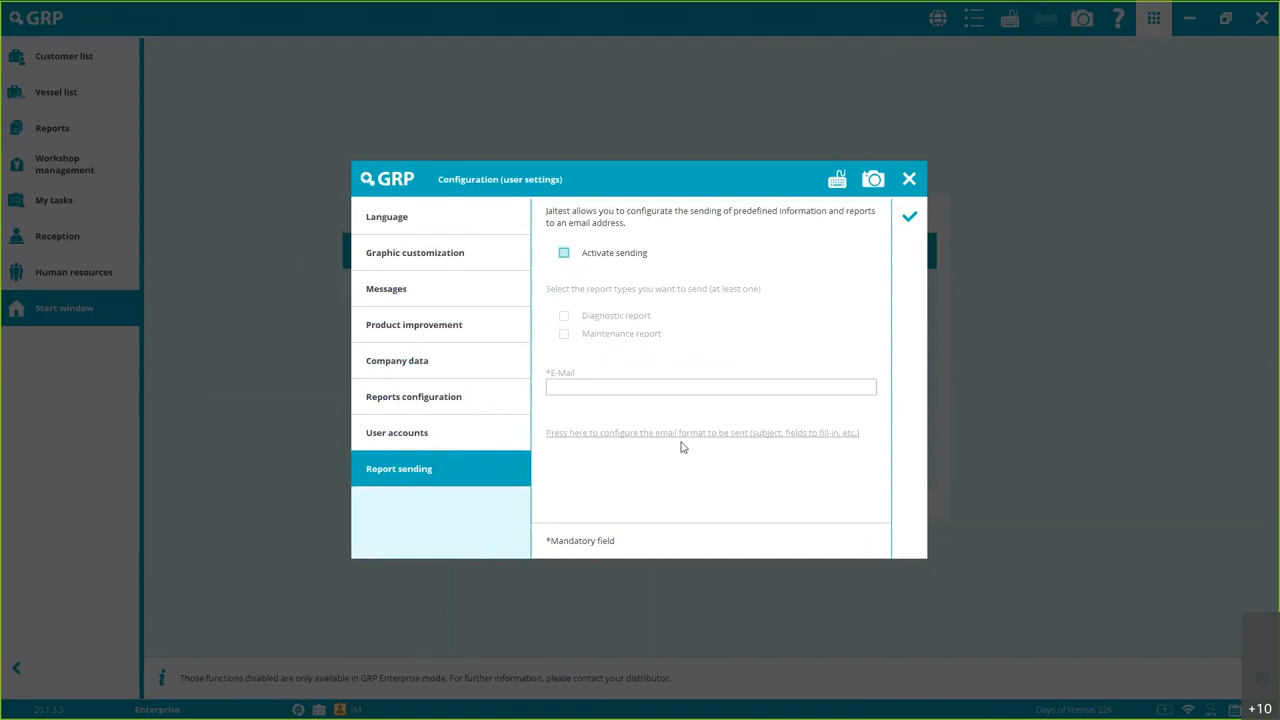 GRP
Customer list
Vessel list
Reports
Workshop
management
My tasks
Reception
Human resources
Start window
GRP
Configuration (user settings)
Language
Graphic customization
Messages
Product improvement
Company data
Reports configuration
User accounts
Report sending
Jaltest allows you to configurate the sending of predefined information and reports
to an email address.
Activate sending
Select the report types you want to send (at least one)
Diagnostic report
Maintenance report
*E-Mail
Press here to configure the email format to be sent (subject, fields to fill-in, etc.)
*Mandatory field
Those functions disabled are only available in GRP Enterprise mode. For further information, please contact your distributor.
20.1.3.3
Enterprise
IM
Days of license: 226
+10